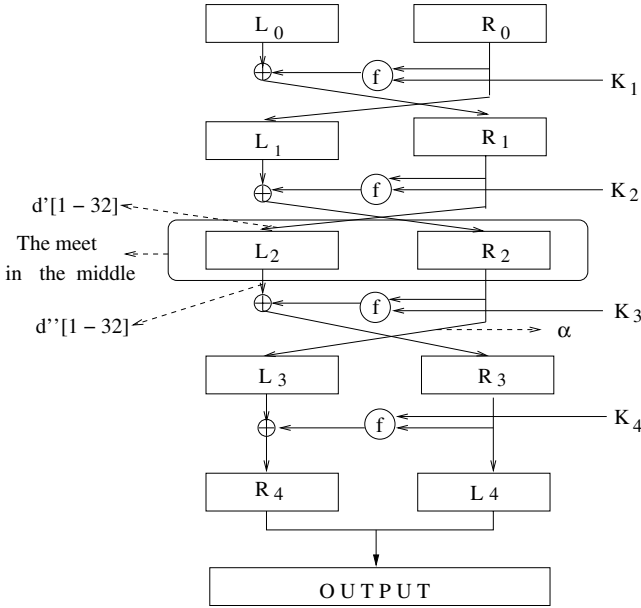 L 0
R 0
f
K 1
L 1
R 1
f
K 2
d'[1 − 32]
The meet
in the middle
L 2
R 2
d''[1 − 32]
f
K 3
α
L 3
R 3
f
K 4
R 4
L 4
OUTPUT